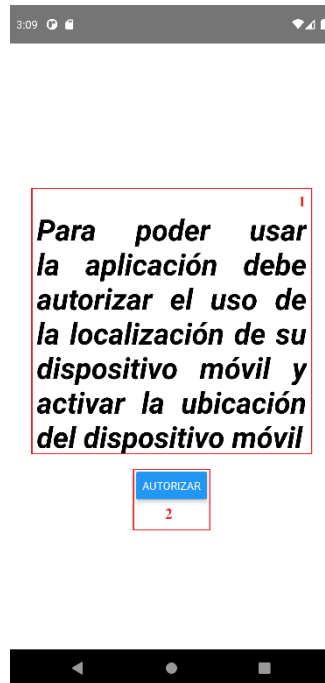 3:09
1
Para poder usar
la aplicación debe
autorizar el uso de
la localización de su
dispositivo móvil y
activar la ubicación
del dispositivo móvil
AUTORIZAR
2